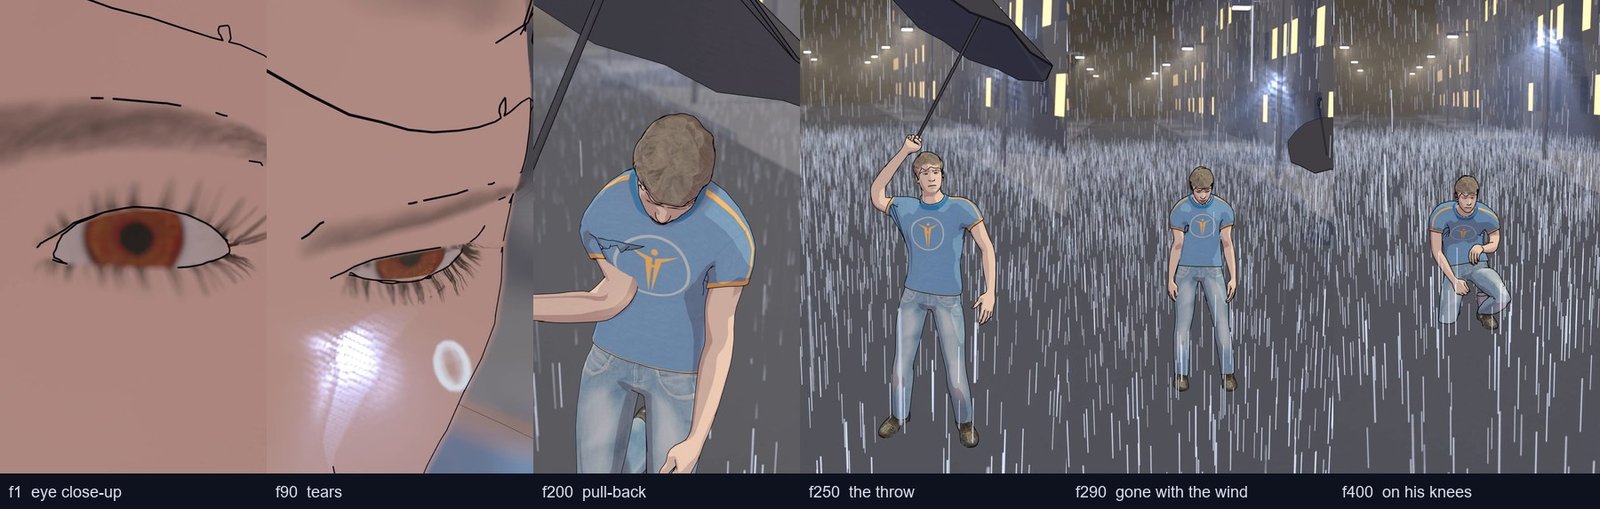 f1 eye close-up
f90 tears
f200 pull-back
f250 the throw
f290 gone with the wind
f400 on his knees